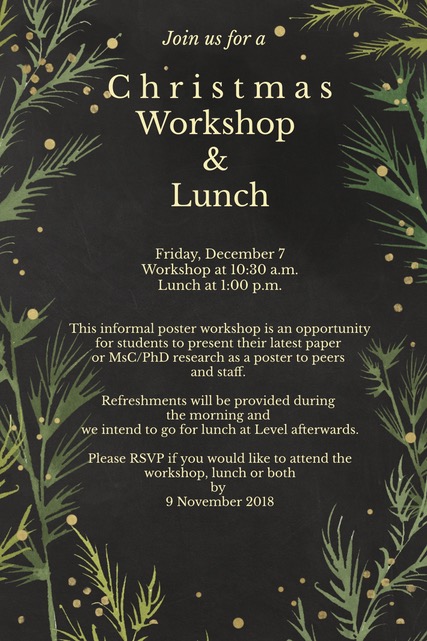 Join us for a
Christmas
Workshop
&
Lunch
Friday, December 7
Workshop at 10:30 a.m.
Lunch at 1:00 p.m.
This informal poster workshop is an opportunity
for students to present their latest paper
or MsC/PhD research as a poster to peers
and staff.
Refreshments will be provided during
the morning and
we intend to go for lunch at Level afterwards.
Please RSVP if you would like to attend the
workshop, lunch or both
by
9 November 2018